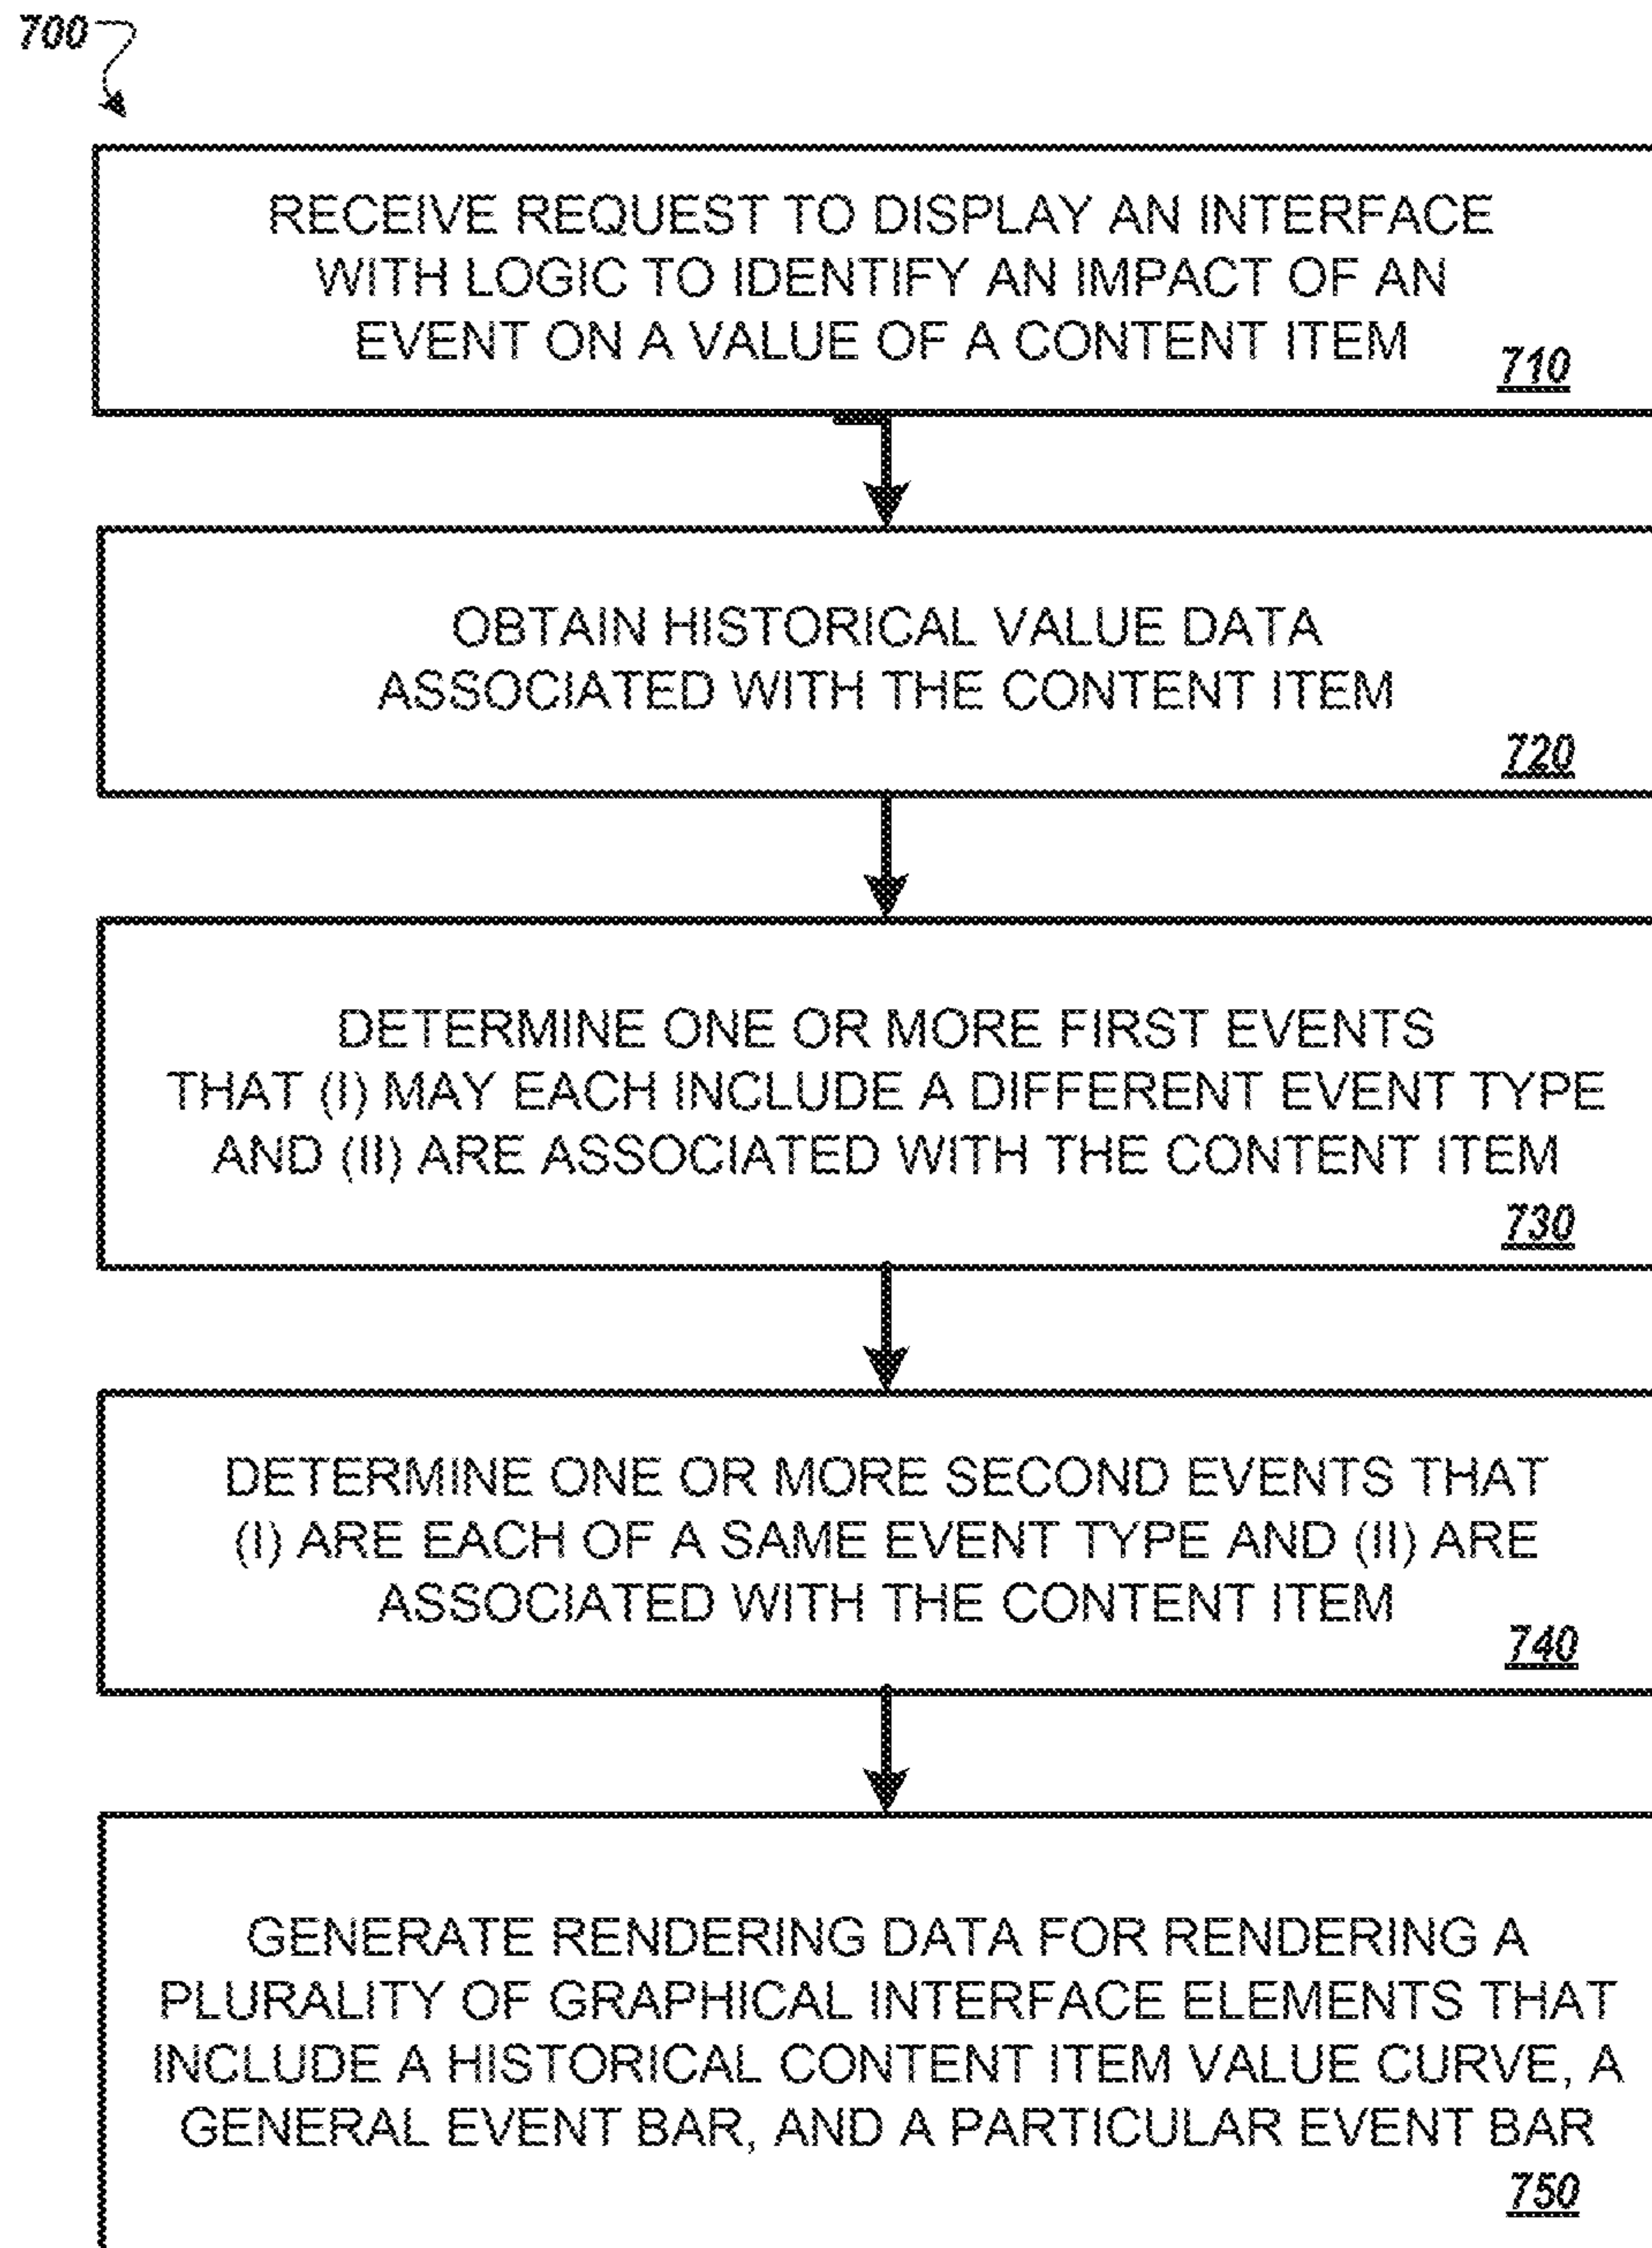 700
RECEIVE REQUEST TO DISPLAY AN INTERFACE
WITH LOGIC TO IDENTIFY AN IMPACT OF AN
EVENT ON A VALUE OF A CONTENT ITEM
710
OBTAIN HISTORICAL VALUE DATA
ASSOCIATED WITH THE CONTENT ITEM
720
DETERMINE ONE OR MORE FIRST EVENTS
THAT (I) MAY EACH INCLUDE A DIFFERENT EVENT TYPE
AND (II) ARE ASSOCIATED WITH THE CONTENT ITEM
730
DETERMINE ONE OR MORE SECOND EVENTS THAT
(I) ARE EACH OF A SAME EVENT TYPE AND (II) ARE
ASSOCIATED WITH THE CONTENT ITEM
740
GENERATE RENDERING DATA FOR RENDERING A
PLURALITY OF GRAPHICAL INTERFACE ELEMENTS THAT
INCLUDE A HISTORICAL CONTENT ITEM VALUE CURVE, A
GENERAL EVENT BAR, AND A PARTICULAR EVENT BAR
750